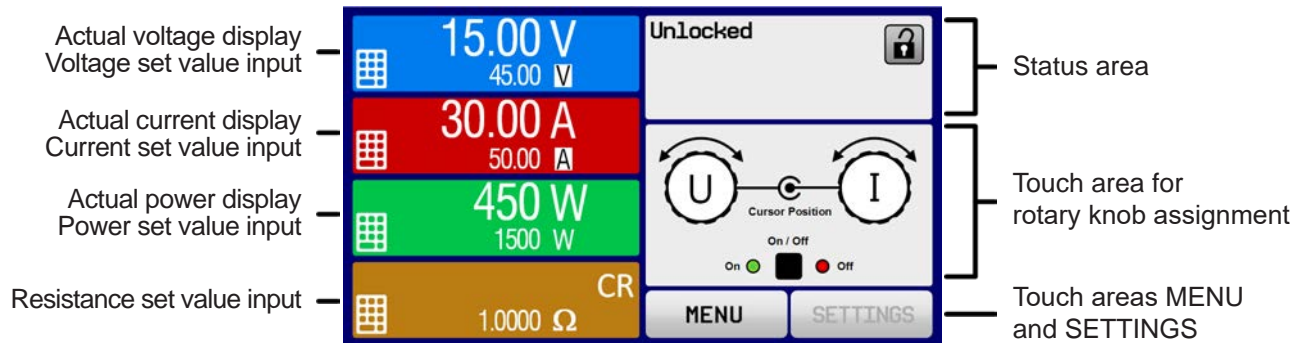 Actual voltage display
Voltage set value input
Actual current display
Current set value input
Actual power display
Power set value input
Resistance set value input
15.00 V
45.00 V
30.00 A
50.00 A
450 W
1500 W
CR
1.0000 Ω
Unlocked
U
I
Cursor Position
On / Off
On
Off
MENU
SETTINGS
Status area
Touch area for
rotary knob assignment
Touch areas MENU
and SETTINGS